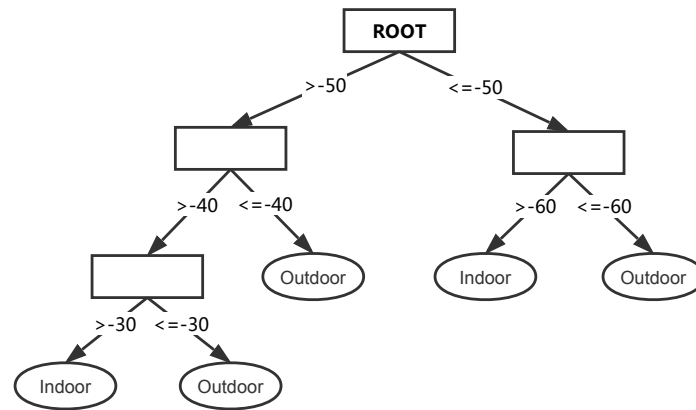 ROOT
>-50 <=-50
>-40 <=-40 >-60 <=-60
Outdoor Indoor Outdoor
>-30 <=-30
Indoor Outdoor